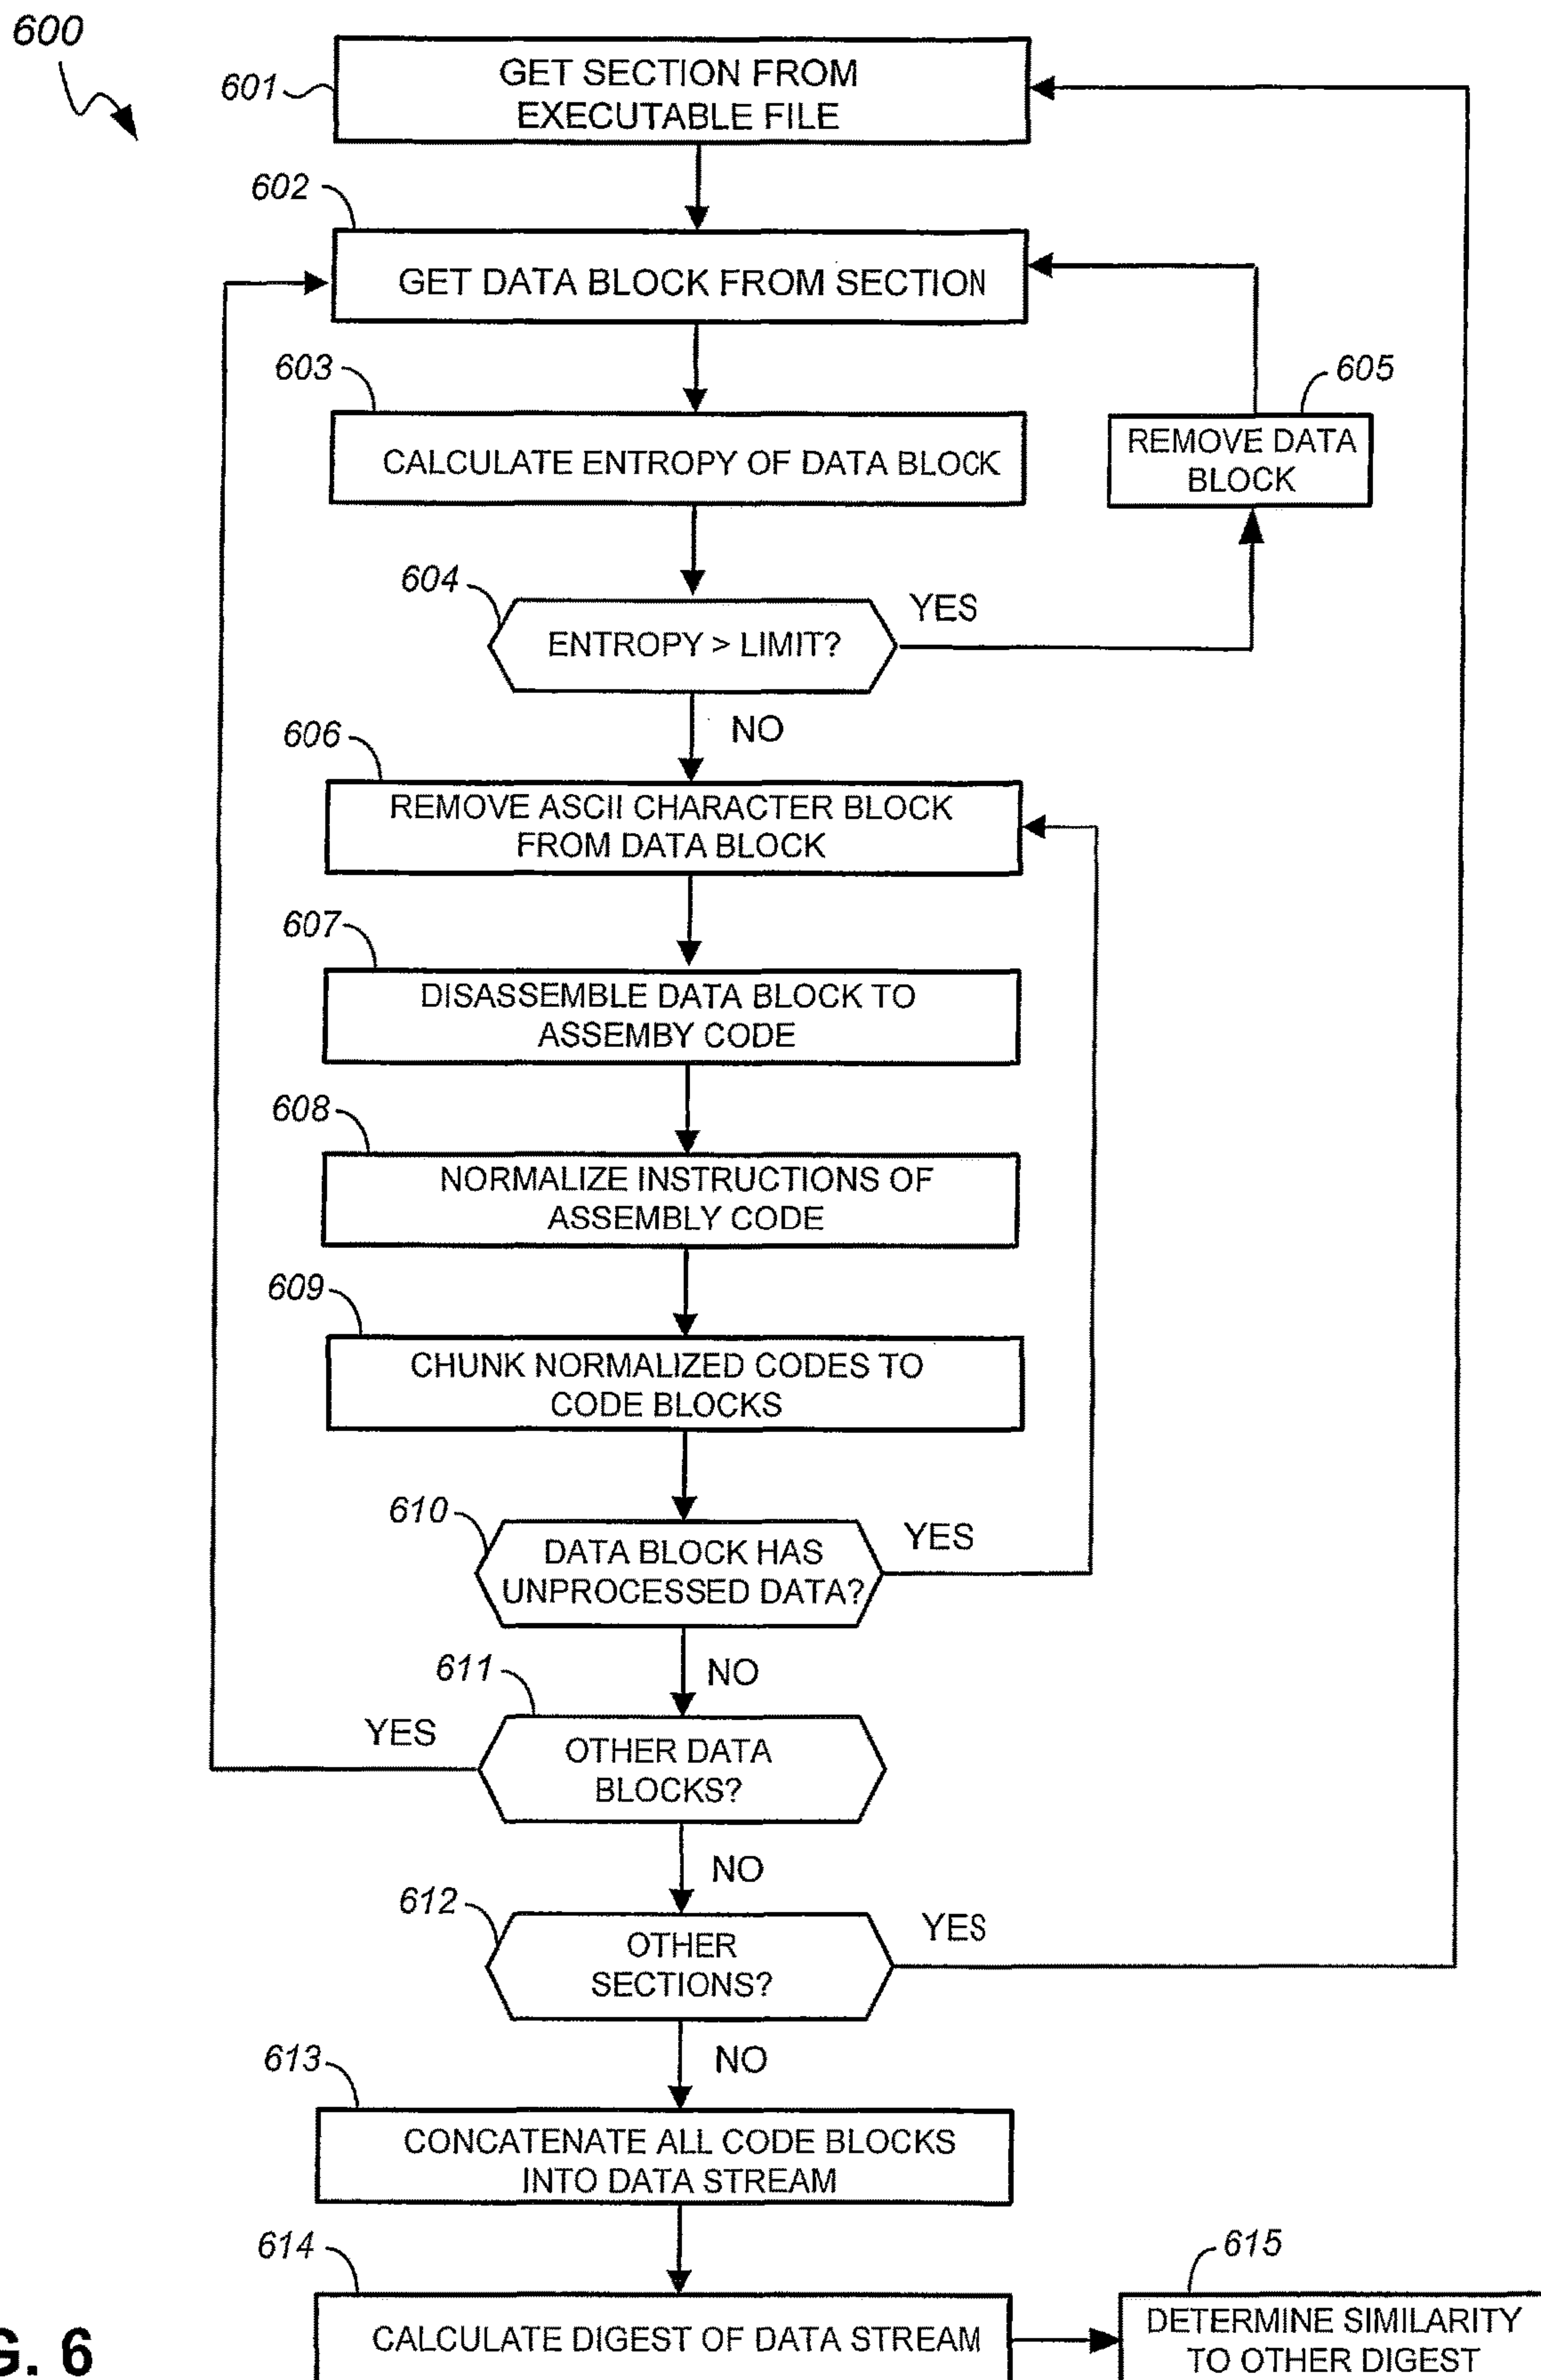 600
601
GET SECTION FROM
EXECUTABLE FILE
602
GET DATA BLOCK FROM SECTION
603
CALCULATE ENTROPY OF DATA BLOCK
605
REMOVE DATA
BLOCK
604
ENTROPY > LIMIT?
YES
NO
606
REMOVE ASCII CHARACTER BLOCK
FROM DATA BLOCK
607
DISASSEMBLE DATA BLOCK TO
ASSEMBY CODE
608
NORMALIZE INSTRUCTIONS OF
ASSEMBLY CODE
609
CHUNK NORMALIZED CODES TO
CODE BLOCKS
610
DATA BLOCK HAS
UNPROCESSED DATA?
YES
NO
611
YES
OTHER DATA
BLOCKS?
NO
612
OTHER
SECTIONS?
YES
NO
613
CONCATENATE ALL CODE BLOCKS
INTO DATA STREAM
614
CALCULATE DIGEST OF DATA STREAM
615
DETERMINE SIMILARITY
TO OTHER DIGEST
G. 6